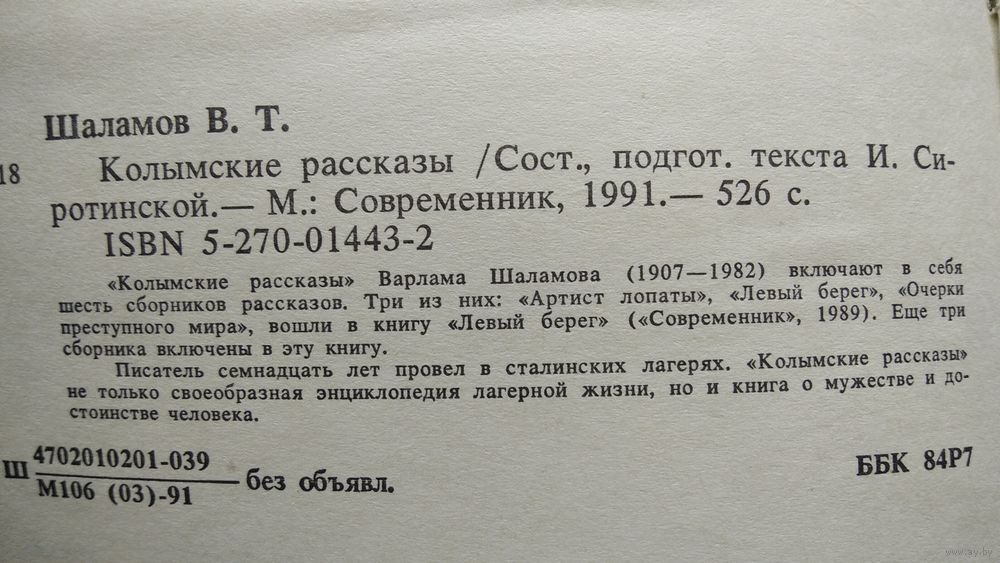 Шаламов В. Т.
18 Колымские рассказы /Сост., подгот. текста И. Си-
ротинской.— М.: Современник, 1991.— 526 с.
ISBN 5-270-01443-2
«Колымские рассказы» Варлама Шаламова (1907—1982) включают в себя
шесть сборников рассказов. Три из них: «Артист лопаты», «Левый берег», «Очерки
преступного мира», вошли в книгу «Левый берег» («Современник», 1989). Еще три
сборника включены в эту книгу.
Писатель семнадцать лет провел в сталинских лагерях. «Колымские рассказы»
не только своеобразная энциклопедия лагерной жизни, но и книга о мужестве и до-
стоинстве человека.
Ш 4702010201-039
М106 (03)-91 без объявл.
ББК 84Р7
www.ay.by